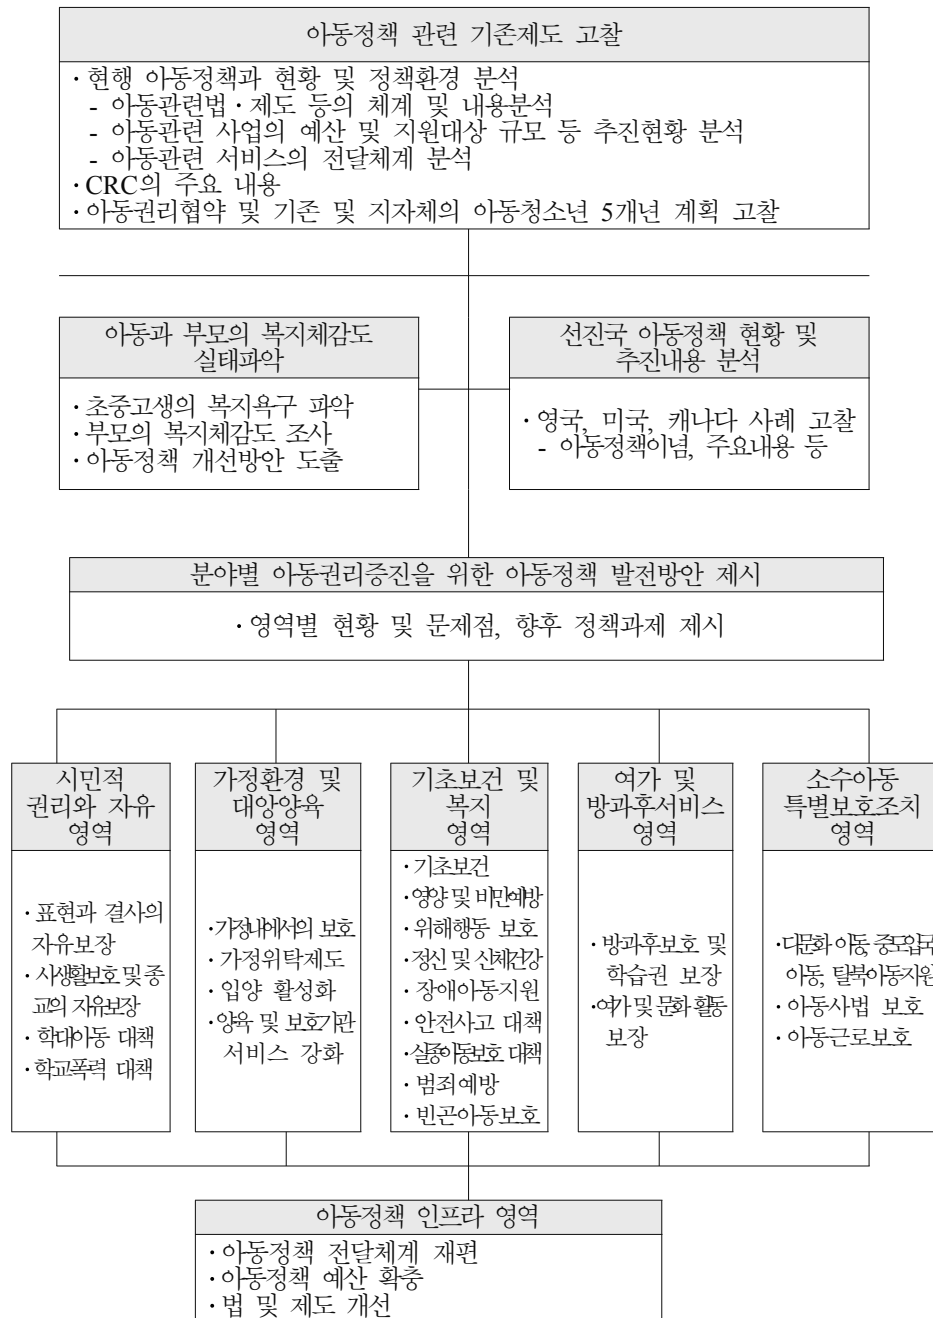 아동정책 관련 기존제도 고찰
· 현행 아동정책과 현황 및 정책환경 분석
- 아동관련법·제도 등의 체계 및 내용분석
- 아동관련 사업의 예산 및 지원대상 규모 등 추진현황 분석
- 아동관련 서비스의 전달체계 분석
· CRC의 주요 내용
· 아동권리협약 및 기존 및 지자체의 아동청소년 5개년 계획 고찰
아동과 부모의 복지체감도
실태파악
· 초중고생의 복지욕구 파악
· 부모의 복지체감도 조사
· 아동정책 개선방안 도출
선진국 아동정책 현황 및
추진내용 분석
· 영국, 미국, 캐나다 사례 고찰
- 아동정책이념, 주요내용 등
분야별 아동권리증진을 위한 아동정책 발전방안 제시
· 영역별 현황 및 문제점, 향후 정책과제 제시
시민적
권리와 자유
영역
· 표현과 결사의
자유보장
· 사생활보호 및 종
교의 자유보장
· 학대아동 대책
· 학교폭력 대책
가정환경 및
대앙양육
영역
· 가정내에서의 보호
· 가정위탁제도
· 입양 활성화
· 양육 및 보호기관
서비스 강화
기초보건 및
복지
영역
· 기초보건
· 영양 및 비만예방
· 위해행동 보호
· 정신 및 신체건강
· 장애아동지원
· 안전사고 대책
· 실종아동보호 대책
· 범죄예방
· 빈곤아동보호
여가 및
방과후서비스
영역
· 방과후보호 및
학습권 보장
· 여가 및 문화 활동
보장
소수아동
특별보호조치
영역
· 다문화 아동, 중도입국
아동, 탈북아동지원
· 아동사법 보호
· 아동근로보호
아동정책 인프라 영역
· 아동정책 전달체계 재편
· 아동정책 예산 확충
· 법 및 제도 개선